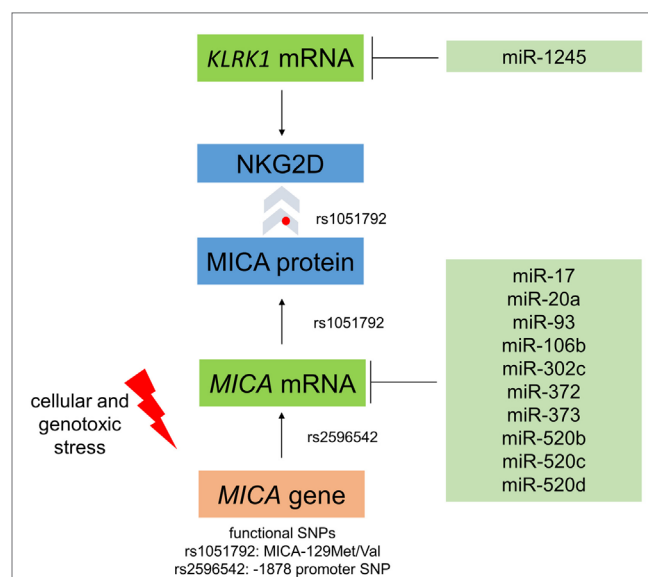 KLRK1 mRNA
miR-1245
NKG2D
rs1051792
MICA protein
rs1051792
miR-17
miR-20a
miR-93
miR-106b
miR-302c
miR-372
miR-373
miR-520b
miR-520c
miR-520d
MICA mRNA
cellular and
genotoxic
stress
rs2596542
MICA gene
functional SNPs
rs1051792: MICA-129Met/Val
rs2596542: -1878 promoter SNP